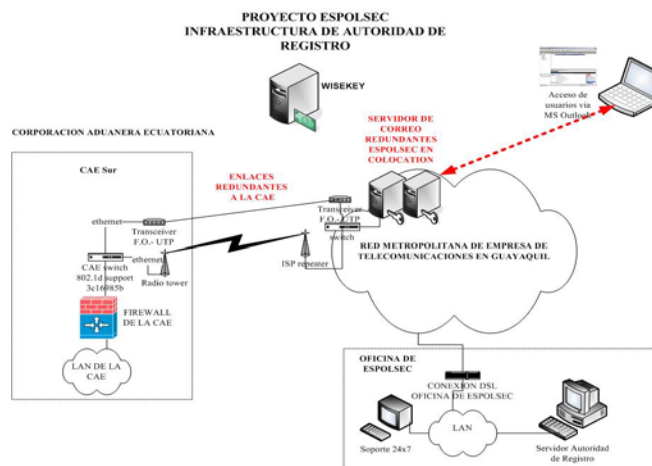 PROYECTO ESPOLSEC
INFRAESTRUCTURA DE AUTORIDAD DE
REGISTRO
WISEKEY
Acceso de
usuarios via
MS Outlook
SERVIDOR DE
CORREO
REDUNDANTES
ESPOLSEC EN
COLOCATION
CORPORACION ADUANERA ECUATORIANA
CAE Sur
ENLACES
REDUNDANTES
A LA CAE
ethernet
Transceiver
F.O.- UTP
Transceiver
F.O.- UTP
switch
ethernet
CAE switch
802.1d support
3c16985b
Radio tower
ISP repeater
RED METROPOLITANA DE EMPRESA DE
TELECOMUNICACIONES EN GUAYAQUIL
FIREWALL
DE LA CAE
LAN DE LA
CAE
OFICINA DE
ESPOLSEC
CONEXION DSL
OFICINA DE ESPOLSEC
LAN
Soporte 24x7
Servidor Autoridad
de Registro